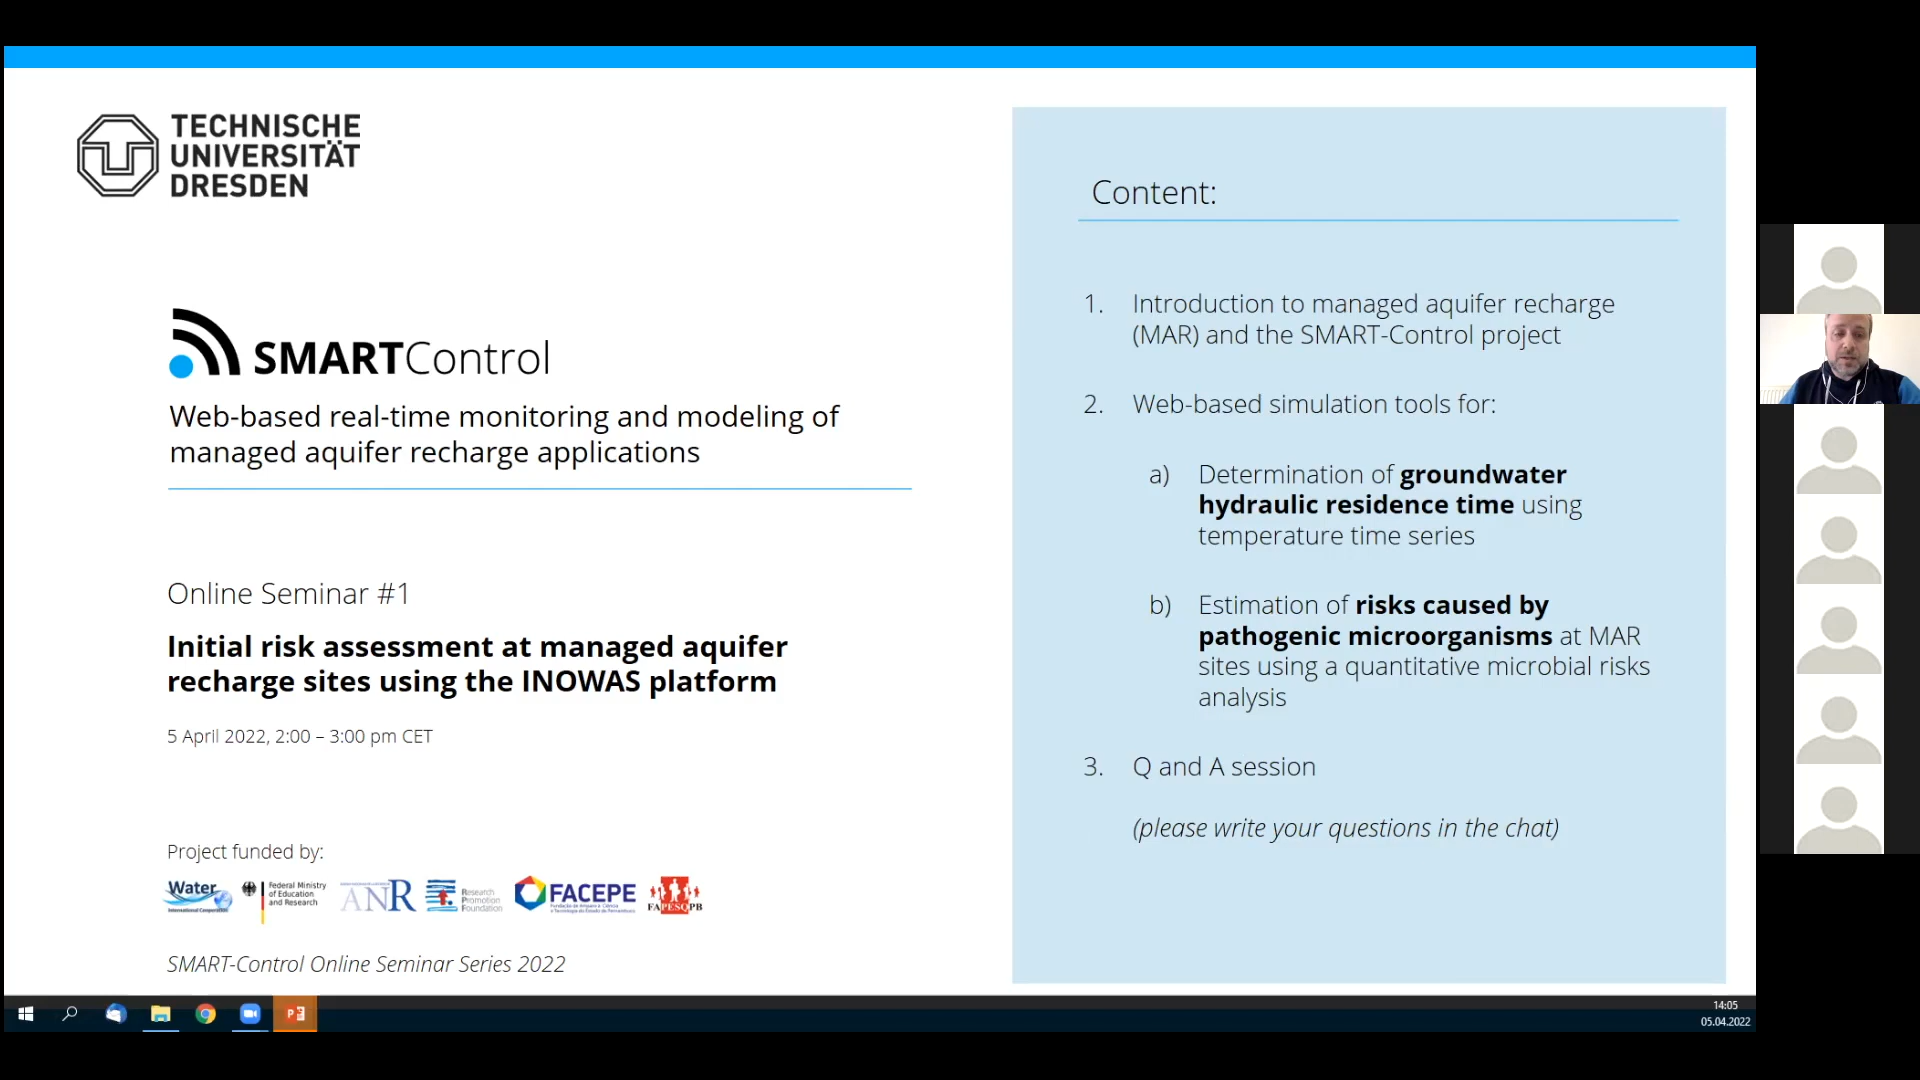 TECHNISCHE
UNIVERSITÄT
DRESDEN
SMARTControl
Web-based real-time monitoring and modeling of
managed aquifer recharge applications
Online Seminar #1
Initial risk assessment at managed aquifer
recharge sites using the INOWAS platform
5 April 2022, 2:00 – 3:00 pm CET
Project funded by:
Water
International Cooperation
Federal Ministry
of Education
and Research
ANR
Research
Promotion
Foundation
FACEPE
FAPESQPB
SMART-Control Online Seminar Series 2022
Content:
1. Introduction to managed aquifer recharge
(MAR) and the SMART-Control project
2. Web-based simulation tools for:
a) Determination of groundwater
hydraulic residence time using
temperature time series
b) Estimation of risks caused by
pathogenic microorganisms at MAR
sites using a quantitative microbial risks
analysis
3. Q and A session
(please write your questions in the chat)
14:05
05.04.2022